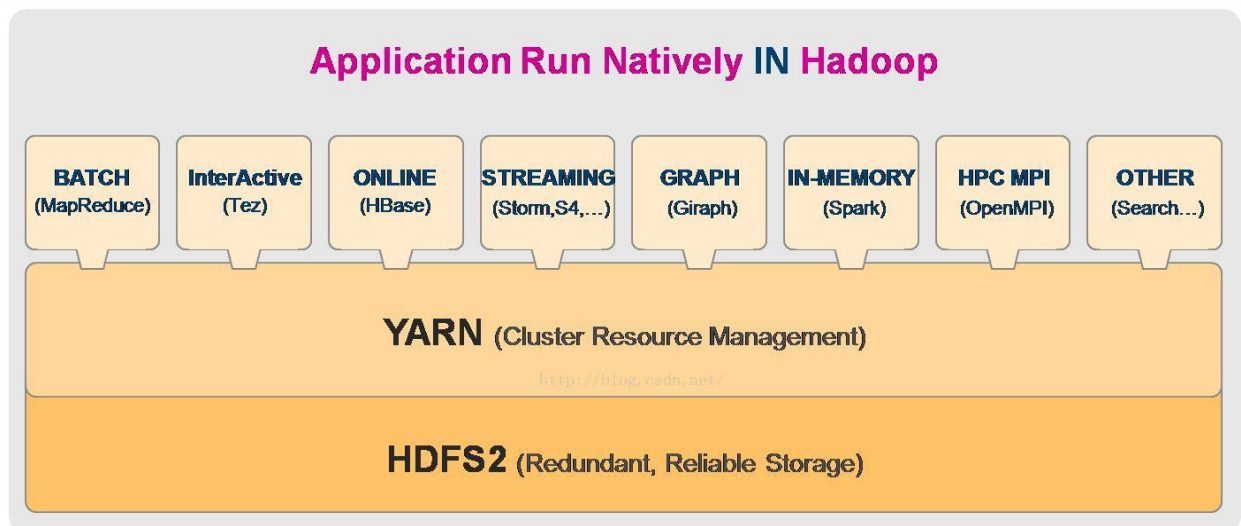 Application Run Natively IN Hadoop
BATCH
(MapReduce)
InterActive
(Tez)
ONLINE
(HBase)
STREAMING
(Storm,S4,...)
GRAPH
(Giraph)
IN-MEMORY
(Spark)
HPC MPI
(OpenMPI)
OTHER
(Search...)
YARN (Cluster Resource Management)
http://blog.csdn.net/
HDFS2 (Redundant, Reliable Storage)